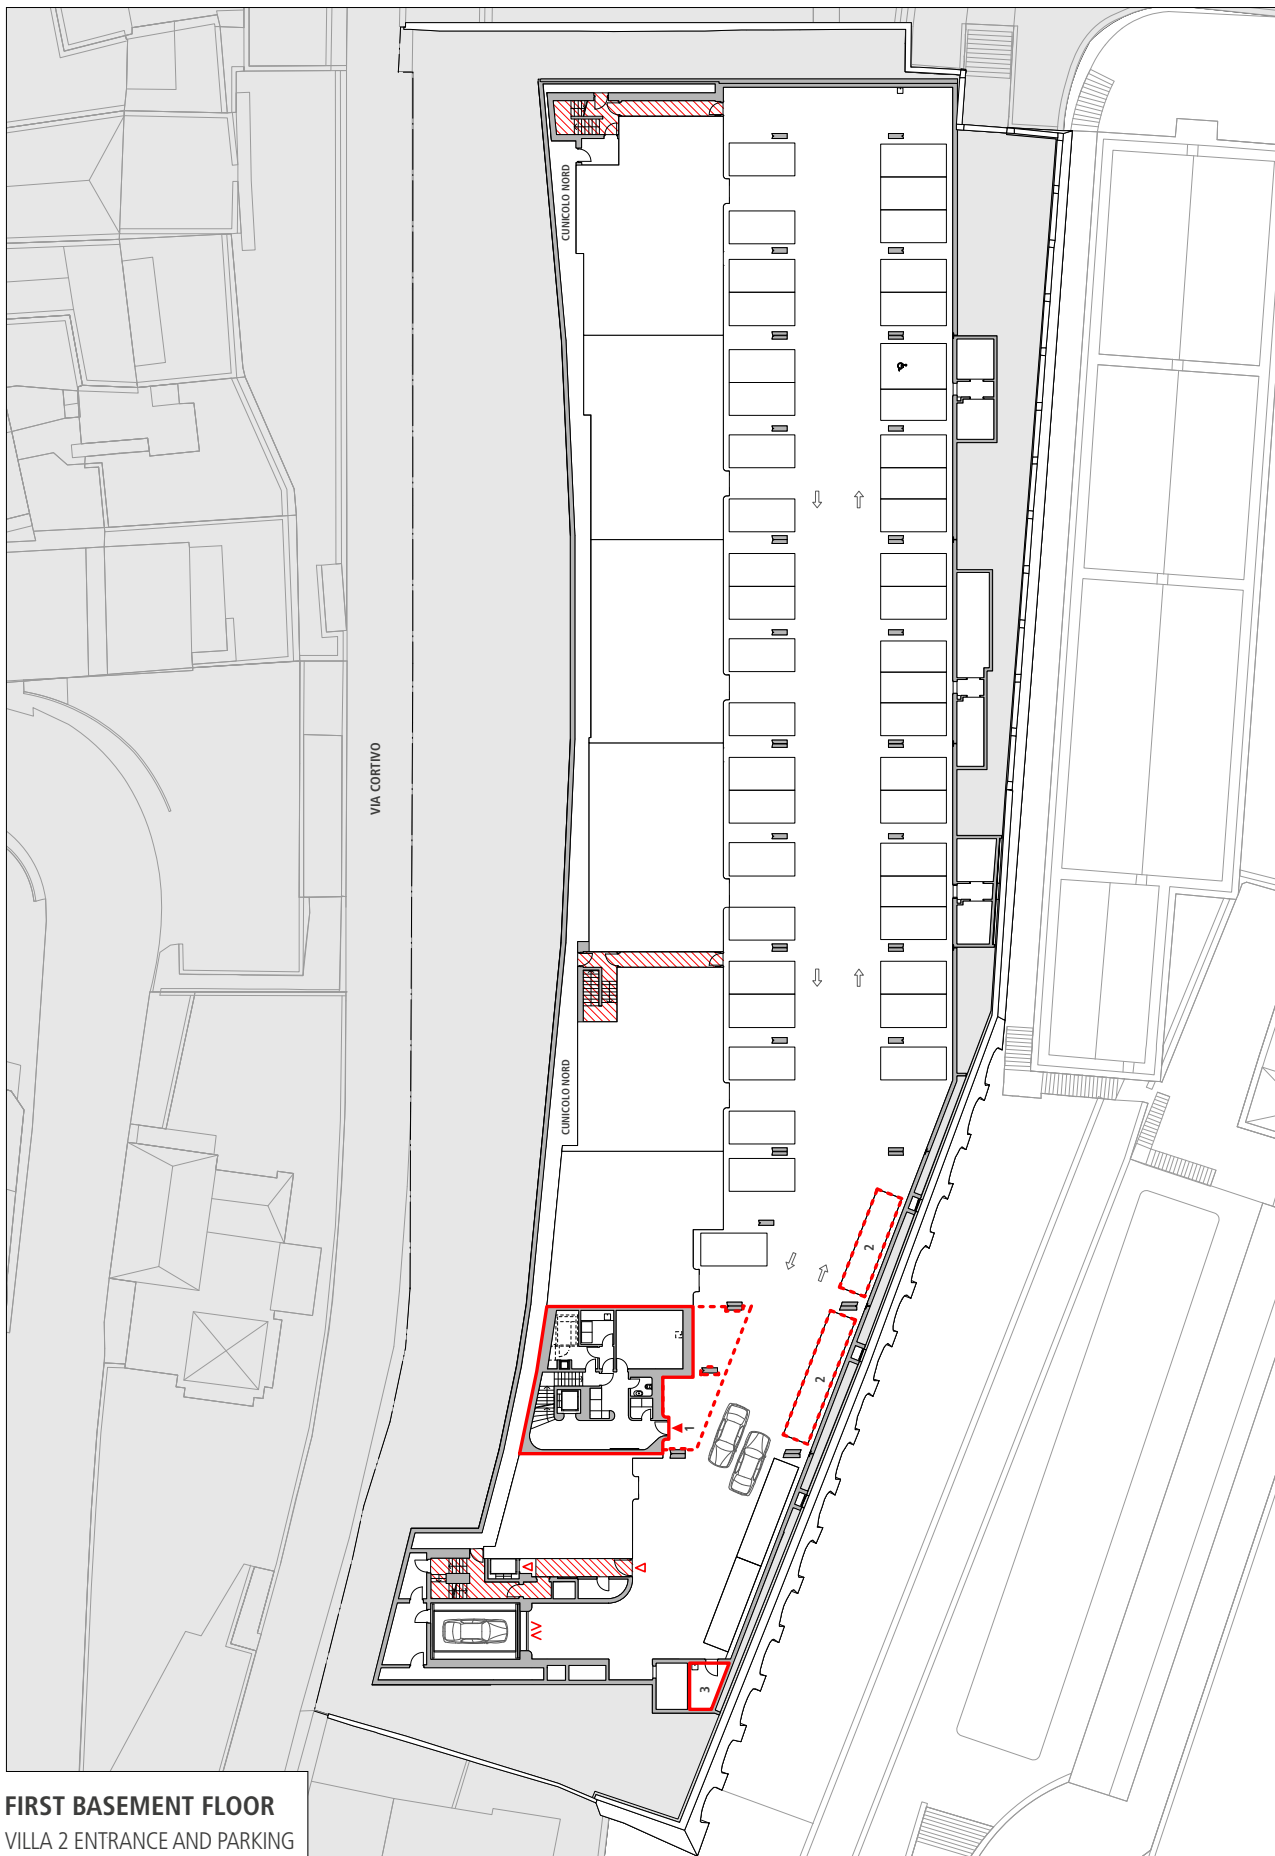 CUNICOLO NORD
VIA CORTIVO
CUNICOLO NORD
2
2
1
3
FIRST BASEMENT FLOOR
VILLA 2 ENTRANCE AND PARKING